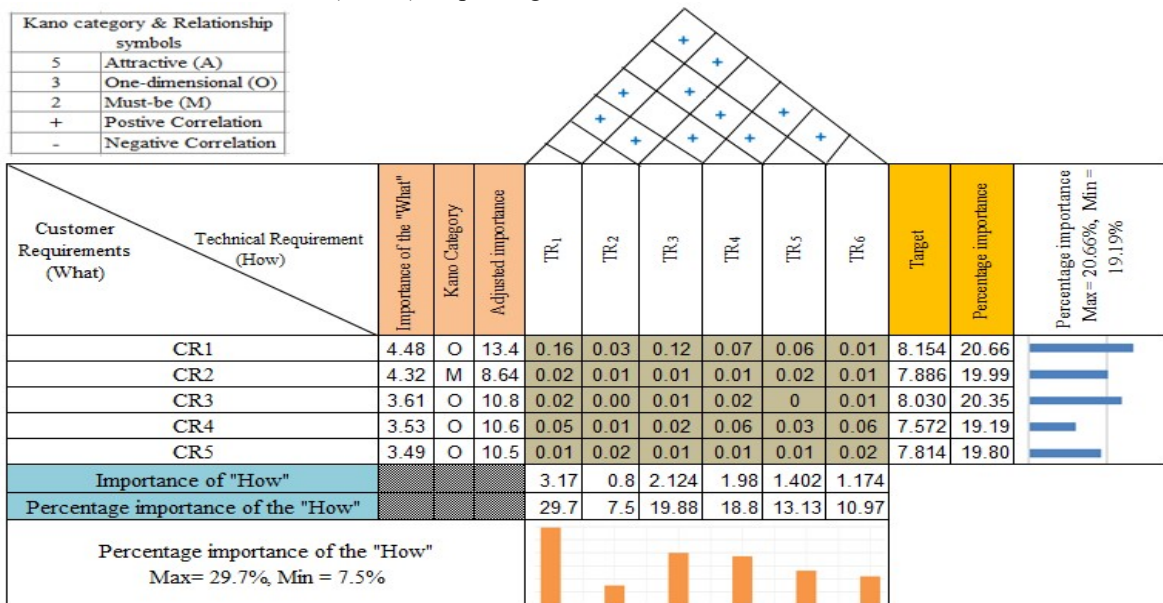 Kano category & Relationship
symbols
5 Attractive (A)
3 One-dimensional (O)
2 Must-be (M)
+ Postive Correlation
- Negative Correlation
+
+
+ +
+ + +
+ + + +
Customer
Requirements
(What)
Technical Requirement
(How)
Importance of the "What"
Kano Category
Adjusted importance
TR1
TR2
TR3
TR4
TR5
TR6
Target
Percentage importance
Percentage importance
Max= 20.66%, Min =
19.19%
CR1 4.48 O 13.4 0.16 0.03 0.12 0.07 0.06 0.01 8.154 20.66
CR2 4.32 M 8.64 0.02 0.01 0.01 0.01 0.02 0.01 7.886 19.99
CR3 3.61 O 10.8 0.02 0.00 0.01 0.02 0 0.01 8.030 20.35
CR4 3.53 O 10.6 0.05 0.01 0.02 0.06 0.03 0.06 7.572 19.19
CR5 3.49 O 10.5 0.01 0.02 0.01 0.01 0.01 0.02 7.814 19.80
Importance of "How" 3.17 0.8 2.124 1.98 1.402 1.174
Percentage importance of the "How" 29.7 7.5 19.88 18.8 13.13 10.97
Percentage importance of the "How"
Max= 29.7%, Min = 7.5%